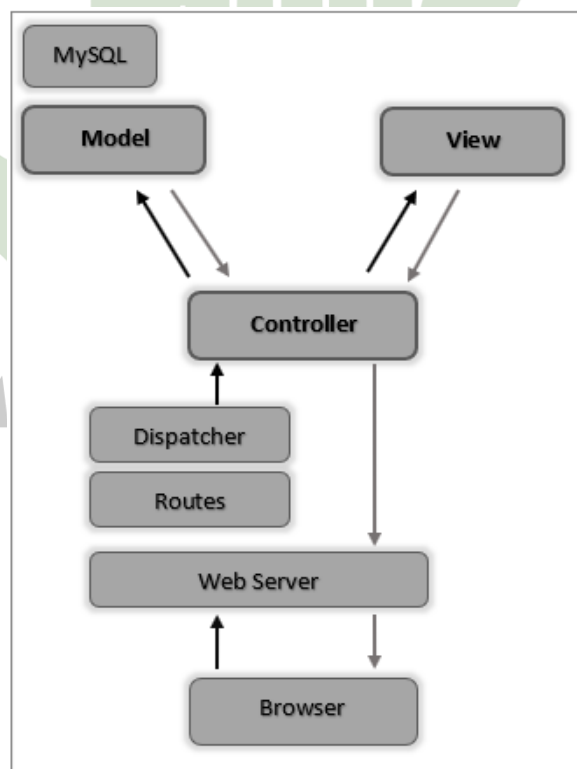 MySQL
Model
View
Controller
Dispatcher
Routes
Web Server
Browser